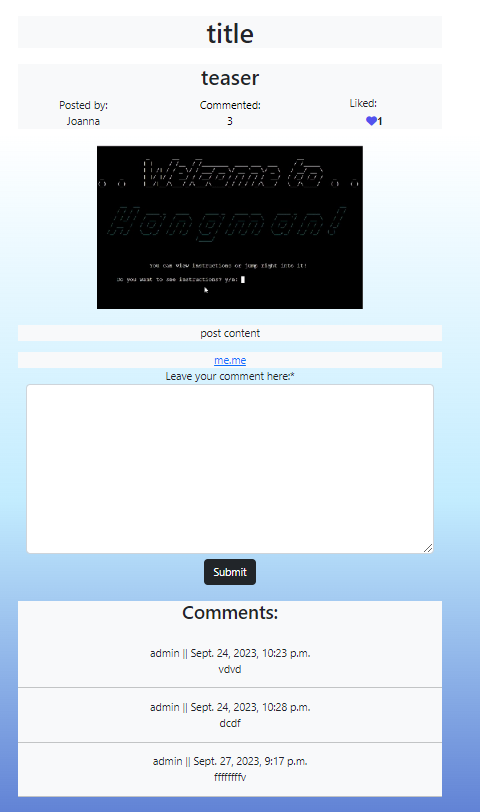 title
teaser
Posted by:
Joanna
Commented:
3
Liked:
1
Welcome to
Hangman!
You can view instructions or jump right into it!
Do you want to see instructions? y/n:
post content
me.me
Leave your comment here:*
Submit
Comments:
admin || Sept. 24, 2023, 10:23 p.m.
vdvd
admin || Sept. 24, 2023, 10:28 p.m.
dcdf
admin || Sept. 27, 2023, 9:17 p.m.
ffffffffv